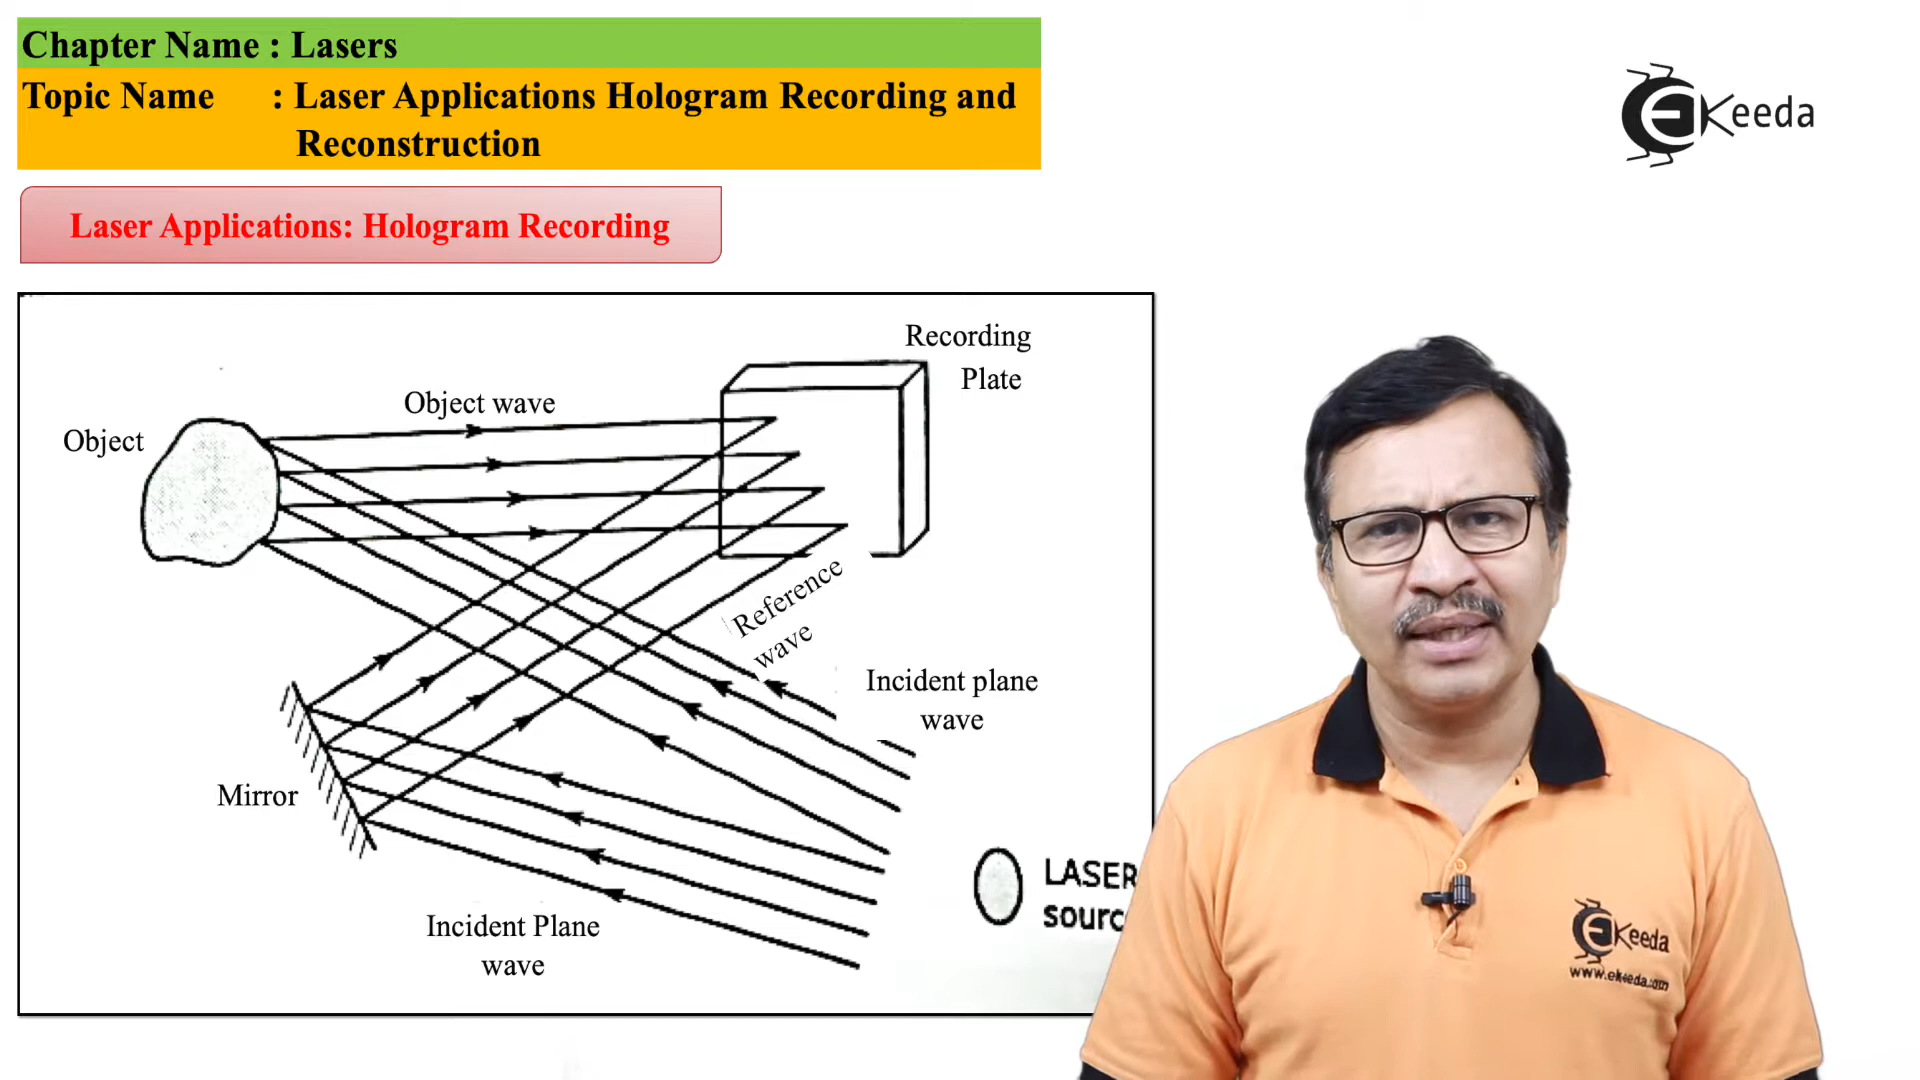 Chapter Name : Lasers
Topic Name : Laser Applications Hologram Recording and
Reconstruction
EKeeda
Laser Applications: Hologram Recording
Recording
Plate
Object wave
Object
Reference
wave
Incident plane
wave
Mirror
LASER
sourc
Incident Plane
wave
EKeeda
www.ekeeda.com